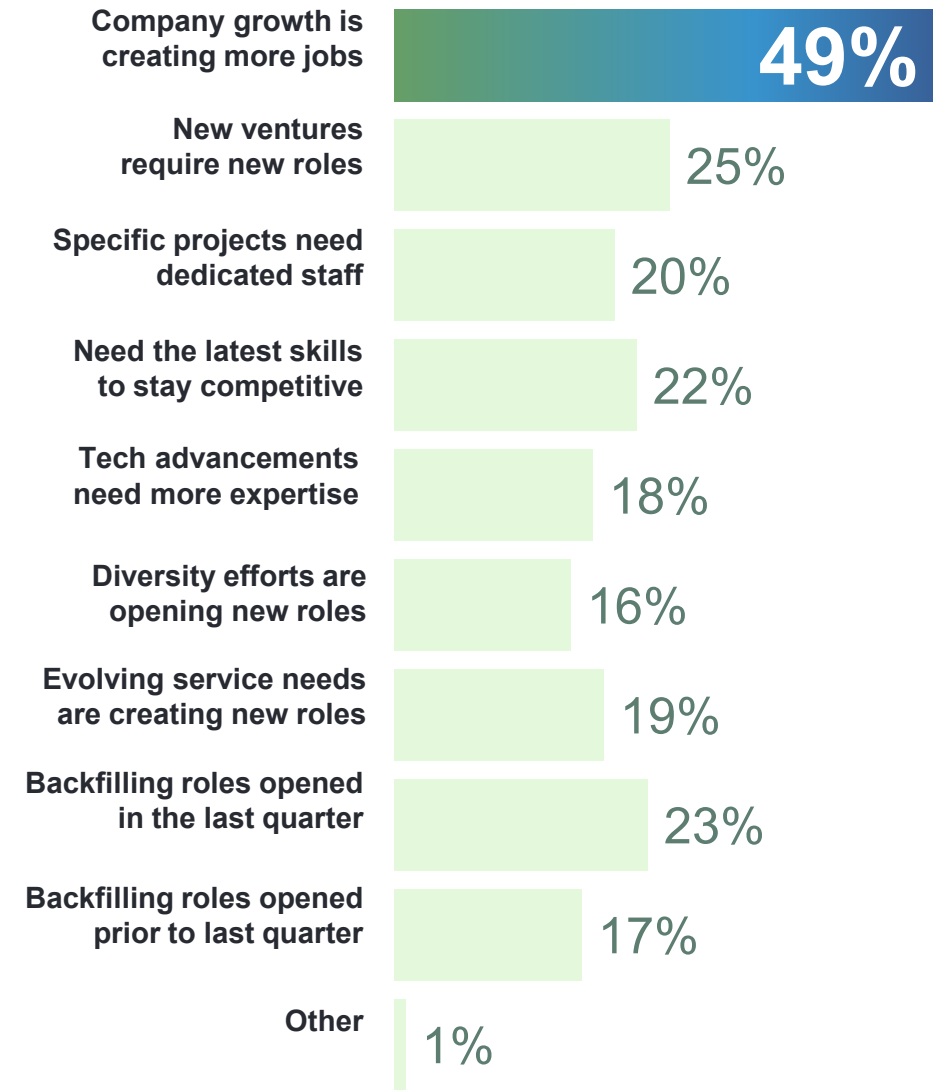 Company growth is
creating more jobs
49%
New ventures
require new roles
25%
Specific projects need
dedicated staff
20%
Need the latest skills
to stay competitive
22%
Tech advancements
need more expertise
18%
Diversity efforts are
opening new roles
16%
Evolving service needs
are creating new roles
19%
Backfilling roles opened
in the last quarter
23%
Backfilling roles opened
prior to last quarter
17%
Other
1%